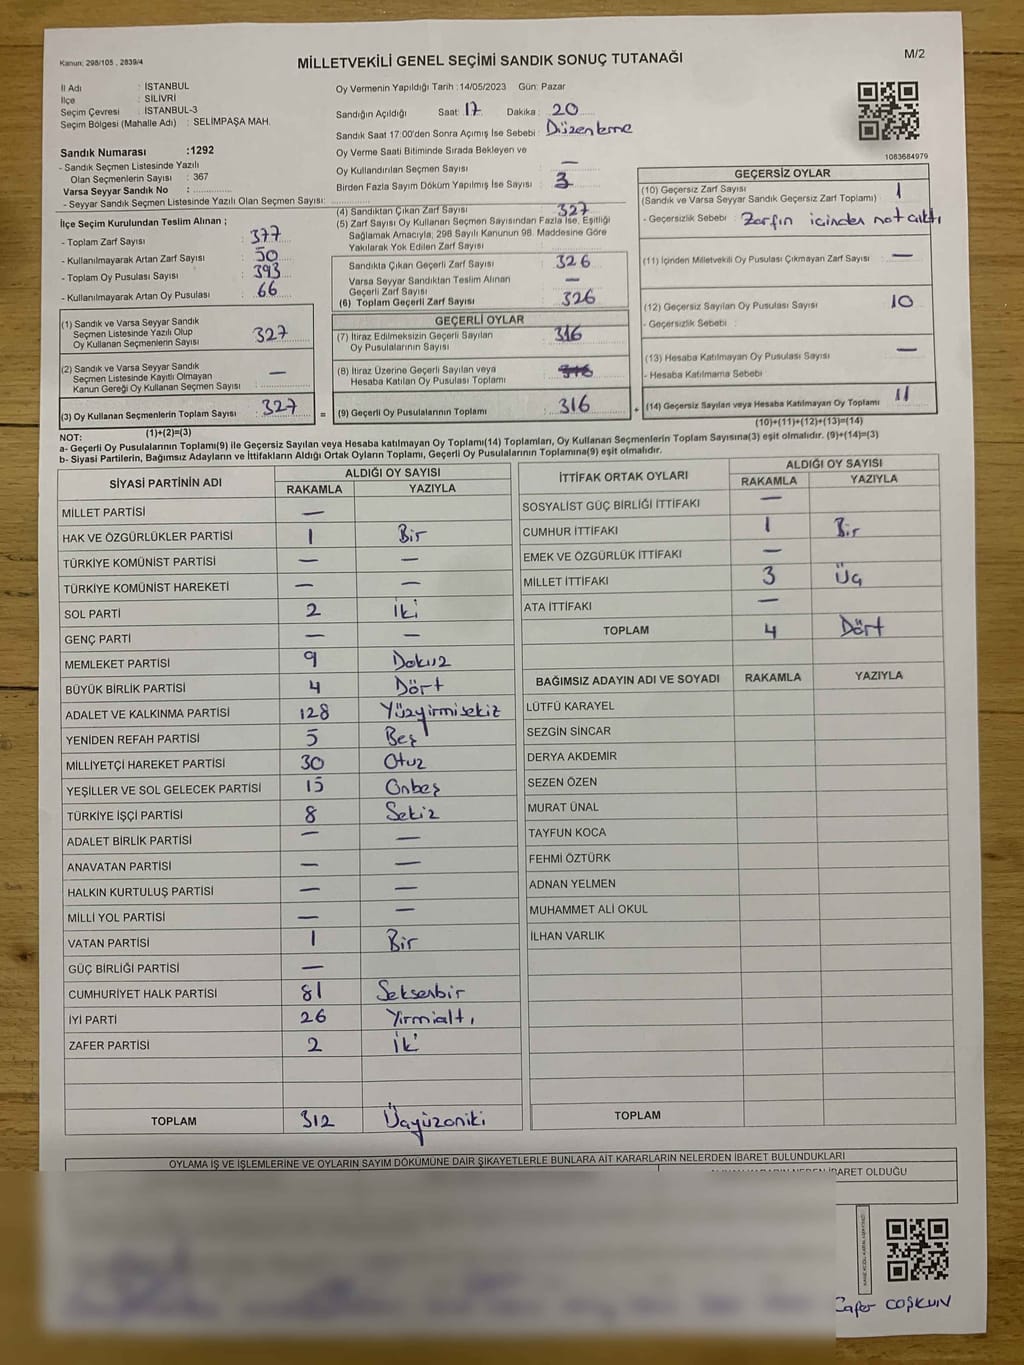 Kanun: 298/105 , 2839/4
MİLLETVEKİLİ GENEL SEÇİMİ SANDIK SONUÇ TUTANAĞI
M/2
İl Adı : İSTANBUL
İlçe : SİLİVRİ
Seçim Çevresi : İSTANBUL-3
Seçim Bölgesi (Mahalle Adı) : SELİMPAŞA MAH.
Sandık Numarası :1292
- Sandık Seçmen Listesinde Yazılı
Olan Seçmenlerin Sayısı : 367
Varsa Seyyar Sandık No :
- Seyyar Sandık Seçmen Listesinde Yazılı Olan Seçmen Sayısı:
Oy Vermenin Yapıldığı Tarih :14/05/2023 Gün: Pazar
Sandığın Açıldığı Saat: 17 Dakika : 20
Sandık Saat 17:00'den Sonra Açımış İse Sebebi : Düzenleme
Oy Verme Saati Bitiminde Sırada Bekleyen ve
Oy Kullandırılan Seçmen Sayısı : —
Birden Fazla Sayım Döküm Yapılmış İse Sayısı : 3
1083684979
İlçe Seçim Kurulundan Teslim Alınan ;
- Toplam Zarf Sayısı : 377
- Kullanılmayarak Artan Zarf Sayısı : 50
- Toplam Oy Pusulası Sayısı : 393
- Kullanılmayarak Artan Oy Pusulası : 66
(1) Sandık ve Varsa Seyyar Sandık
Seçmen Listesinde Yazılı Olup
Oy Kullanan Seçmenlerin Sayısı : 327
(2) Sandık ve Varsa Seyyar Sandık
Seçmen Listesinde Kayıtlı Olmayan
Kanun Gereği Oy Kullanan Seçmen Sayısı : —
(3) Oy Kullanan Seçmenlerin Toplam Sayısı : 327
(1)+(2)=(3)
(4) Sandıktan Çıkan Zarf Sayısı : 327
(5) Zarf Sayısı Oy Kullanan Seçmen Sayısından Fazla İse, Eşitliği
Sağlamak Amacıyla, 298 Sayılı Kanunun 98. Maddesine Göre
Yakılarak Yok Edilen Zarf Sayısı :
Sandıkta Çıkan Geçerli Zarf Sayısı : 326
Varsa Seyyar Sandıktan Teslim Alınan
Geçerli Zarf Sayısı : —
(6) Toplam Geçerli Zarf Sayısı : 326
GEÇERLİ OYLAR
(7) İtiraz Edilmeksizin Geçerli Sayılan
Oy Pusulalarının Sayısı : 316
(8) İtiraz Üzerine Geçerli Sayılan veya
Hesaba Katılan Oy Pusulası Toplamı :
= (9) Geçerli Oy Pusulalarının Toplamı : 316
GEÇERSİZ OYLAR
(10) Geçersiz Zarf Sayısı : 1
(Sandık ve Varsa Seyyar Sandık Geçersiz Zarf Toplamı)
- Geçersizlik Sebebi : Zarfın içinden not çıktı
(11) İçinden Milletvekili Oy Pusulası Çıkmayan Zarf Sayısı : —
(12) Geçersiz Sayılan Oy Pusulası Sayısı : 10
- Geçersizlik Sebebi :
(13) Hesaba Katılmayan Oy Pusulası Sayısı : —
- Hesaba Katılmama Sebebi :
+ (14) Geçersiz Sayılan veya Hesaba Katılmayan Oy Toplamı : 11
(10)+(11)+(12)+(13)=(14)
NOT:
a- Geçerli Oy Pusulalarının Toplamı(9) ile Geçersiz Sayılan veya Hesaba katılmayan Oy Toplamı(14) Toplamları, Oy Kullanan Seçmenlerin Toplam Sayısına(3) eşit olmalıdır. (9)+(14)=(3)
b- Siyasi Partilerin, Bağımsız Adayların ve İttifakların Aldığı Ortak Oyların Toplamı, Geçerli Oy Pusulalarının Toplamına(9) eşit olmalıdır.
SİYASİ PARTİNİN ADI ALDIĞI OY SAYISI
RAKAMLA YAZIYLA
MİLLET PARTİSİ —
HAK VE ÖZGÜRLÜKLER PARTİSİ 1 Bir
TÜRKİYE KOMÜNİST PARTİSİ — —
TÜRKİYE KOMÜNİST HAREKETİ — —
SOL PARTİ 2 İki
GENÇ PARTİ — —
MEMLEKET PARTİSİ 9 Dokuz
BÜYÜK BİRLİK PARTİSİ 4 Dört
ADALET VE KALKINMA PARTİSİ 128 Yüzyirmisekiz
YENİDEN REFAH PARTİSİ 5 Beş
MİLLİYETÇİ HAREKET PARTİSİ 30 Otuz
YEŞİLLER VE SOL GELECEK PARTİSİ 15 Onbeş
TÜRKİYE İŞÇİ PARTİSİ 8 Sekiz
ADALET BİRLİK PARTİSİ — —
ANAVATAN PARTİSİ — —
HALKIN KURTULUŞ PARTİSİ — —
MİLLİ YOL PARTİSİ — —
VATAN PARTİSİ 1 Bir
GÜÇ BİRLİĞİ PARTİSİ —
CUMHURİYET HALK PARTİSİ 81 Seksenbir
İYİ PARTİ 26 Yirmialtı
ZAFER PARTİSİ 2 İki
TOPLAM 312 Üçyüzoniki
İTTİFAK ORTAK OYLARI ALDIĞI OY SAYISI
RAKAMLA YAZIYLA
SOSYALİST GÜÇ BİRLİĞİ İTTİFAKI —
CUMHUR İTTİFAKI 1 Bir
EMEK VE ÖZGÜRLÜK İTTİFAKI —
MİLLET İTTİFAKI 3 Üç
ATA İTTİFAKI —
TOPLAM 4 Dört
BAĞIMSIZ ADAYIN ADI VE SOYADI RAKAMLA YAZIYLA
LÜTFÜ KARAYEL
SEZGİN SİNCAR
DERYA AKDEMİR
SEZEN ÖZEN
MURAT ÜNAL
TAYFUN KOCA
FEHMİ ÖZTÜRK
ADNAN YELMEN
MUHAMMET ALİ OKUL
İLHAN VARLIK
TOPLAM
OYLAMA İŞ VE İŞLEMLERİNE VE OYLARIN SAYIM DÖKÜMÜNE DAİR ŞİKAYETLERLE BUNLARA AİT KARARLARIN NELERDEN İBARET BULUNDUKLARI
İBARET OLDUĞU
Cafer COŞKUN